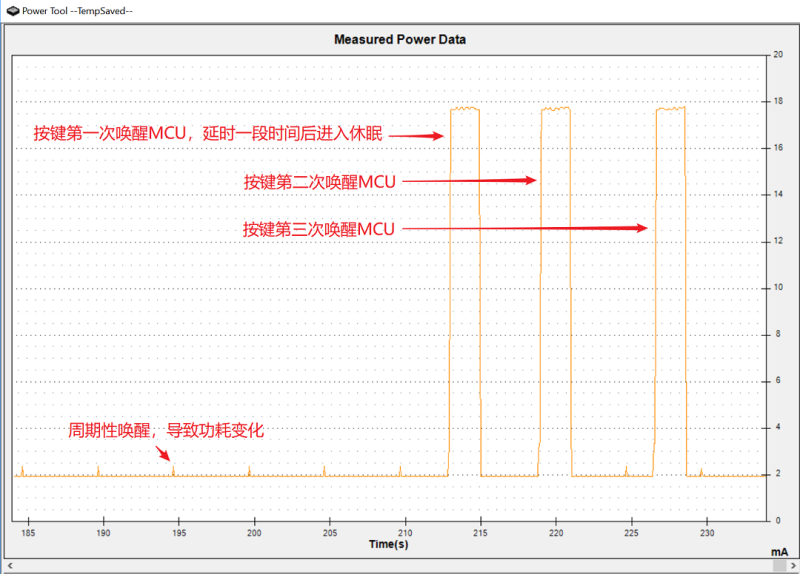 Power Tool --TempSaved--
Measured Power Data
20
18
按键第一次唤醒MCU，延时一段时间后进入休眠
16
按键第二次唤醒MCU
14
按键第三次唤醒MCU
12
10
8
6
周期性唤醒，导致功耗变化
4
2
0
185 190 195 200 205 210 215 220 225 230
Time(s)
mA